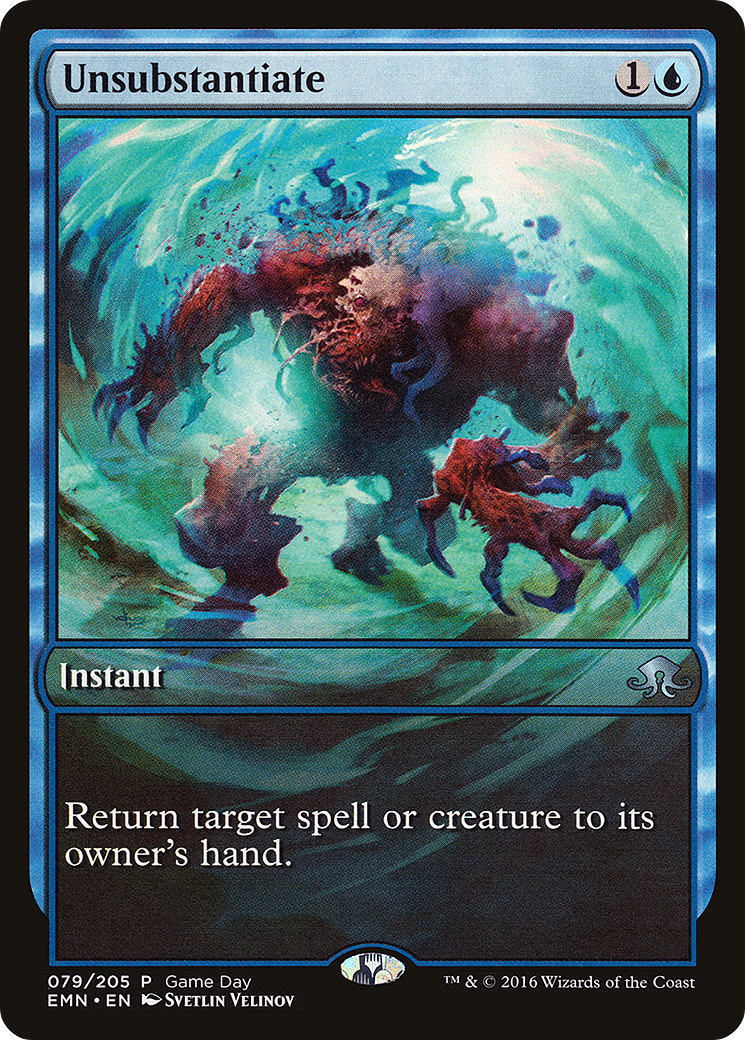 Unsubstantiate 1
Instant
Return target spell or creature to its
owner's hand.
079/205 P Game Day
EMN • EN Svetlin Velinov
™ & © 2016 Wizards of the Coast